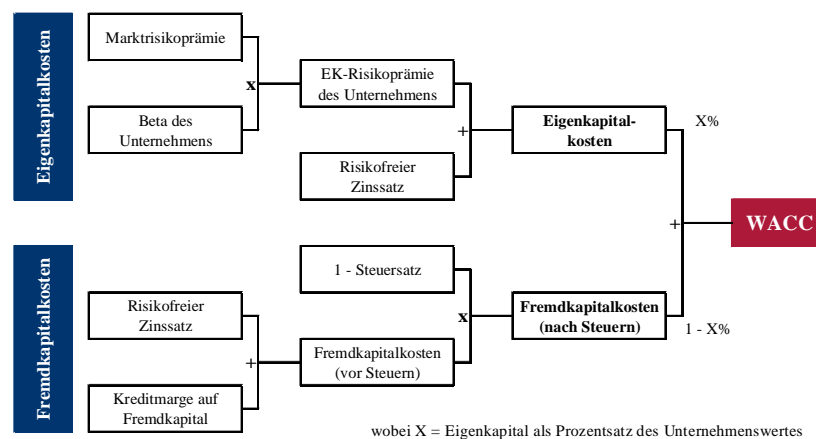 Eigenkapitalkosten
Marktrisikoprämie
x
Beta des
Unternehmens
EK-Risikoprämie
des Unternehmens
+
Risikofreier
Zinssatz
Eigenkapital-
kosten
X%
+
WACC
Fremdkapitalkosten
Risikofreier
Zinssatz
+
Kreditmarge auf
Fremdkapital
1 - Steuersatz
x
Fremdkapitalkosten
(vor Steuern)
Fremdkapitalkosten
(nach Steuern)
1 - X%
wobei X = Eigenkapital als Prozentsatz des Unternehmenswertes